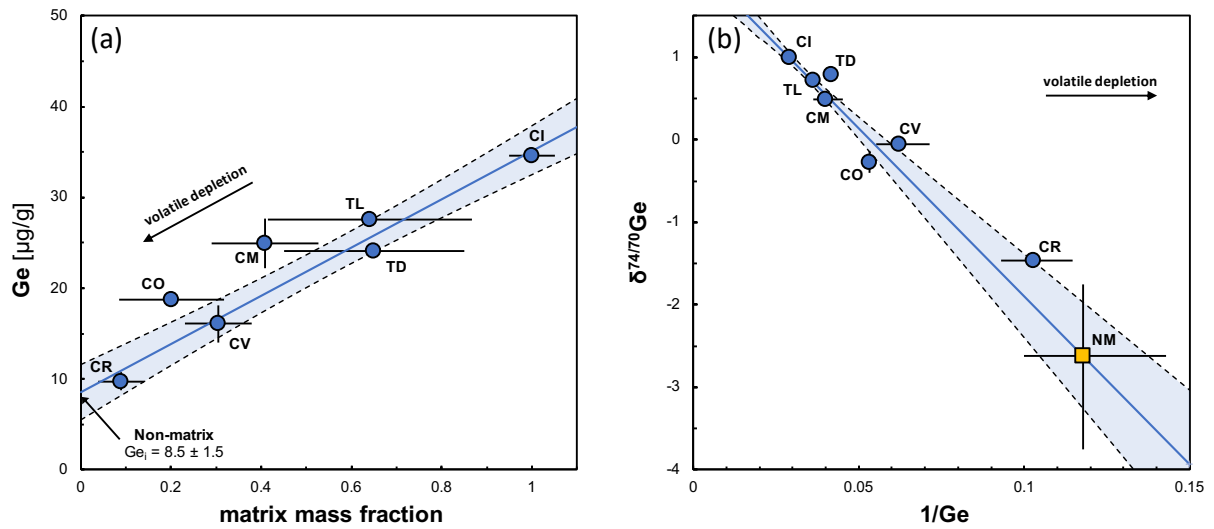 (a)
50
40
30
20
10
0
Ge [µg/g]
volatile depletion
CI
TL
TD
CM
CO
CV
CR
Non-matrix
Geᵢ = 8.5 ± 1.5
0
0.2
0.4
0.6
0.8
1
matrix mass fraction
(b)
1
0
-1
-2
-3
-4
δ⁷⁴/⁷⁰Ge
CI
TD
TL
CM
volatile depletion
CV
CO
CR
NM
0
0.05
0.1
0.15
1/Ge